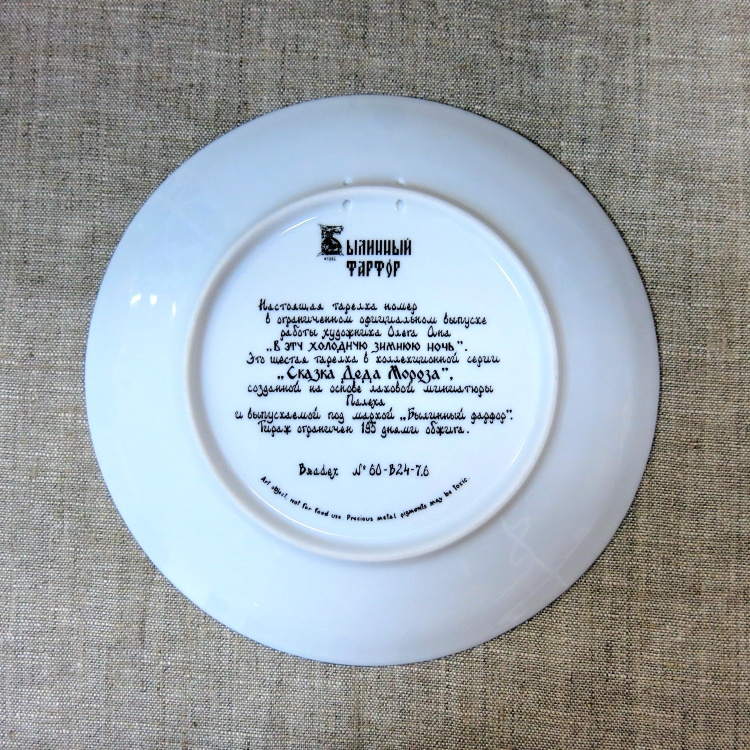 Былинный
фарфор
Настоящая тарелка номер
в ограниченном официальном выпуске
работы художника Олега Ана
„В эту холодную зимнюю ночь".
Это шестая тарелка в коллекционной серии
„Сказка Деда Мороза",
созданной на основе лаковой миниатюры
Палеха
и выпускаемой под маркой „Былинный фарфор".
Тираж ограничен 195 днями обжига.
Bradex № 60-B24-7.6
Art object, not for food use. Precious metal pigments may be toxic.